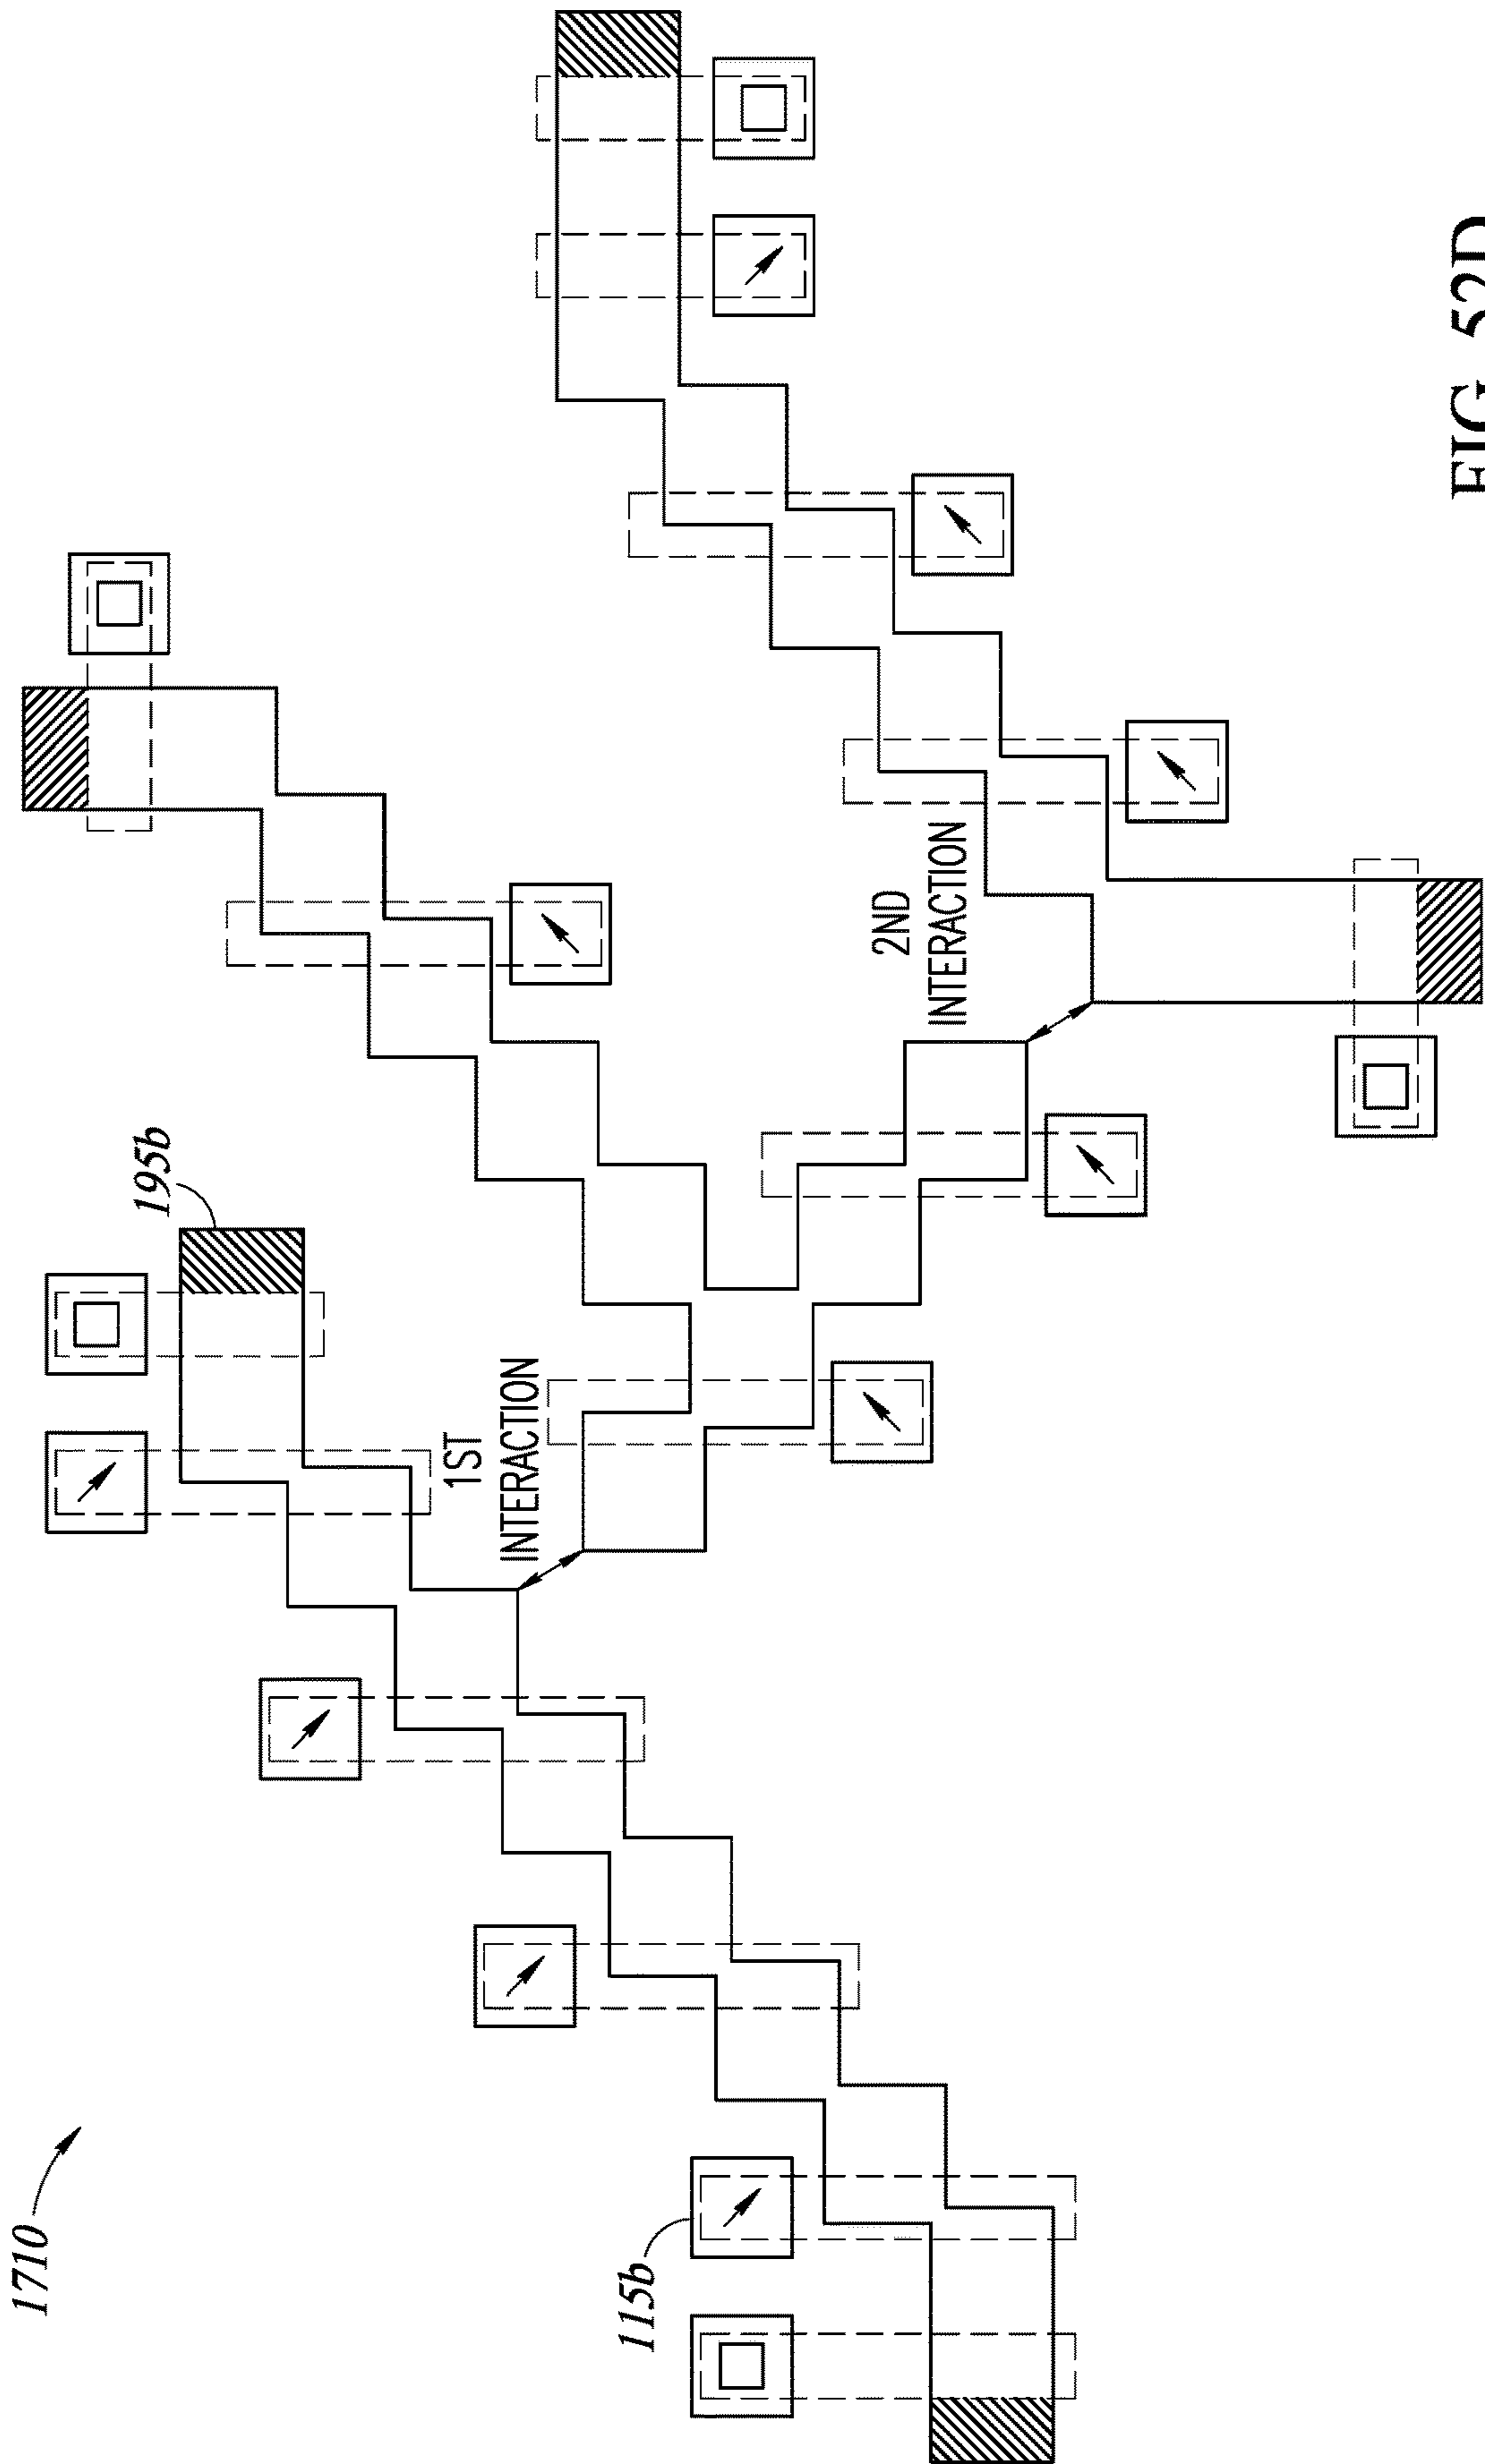 1710
115b
195b
1ST
INTERACTION
2ND
INTERACTION
FIG. 52D